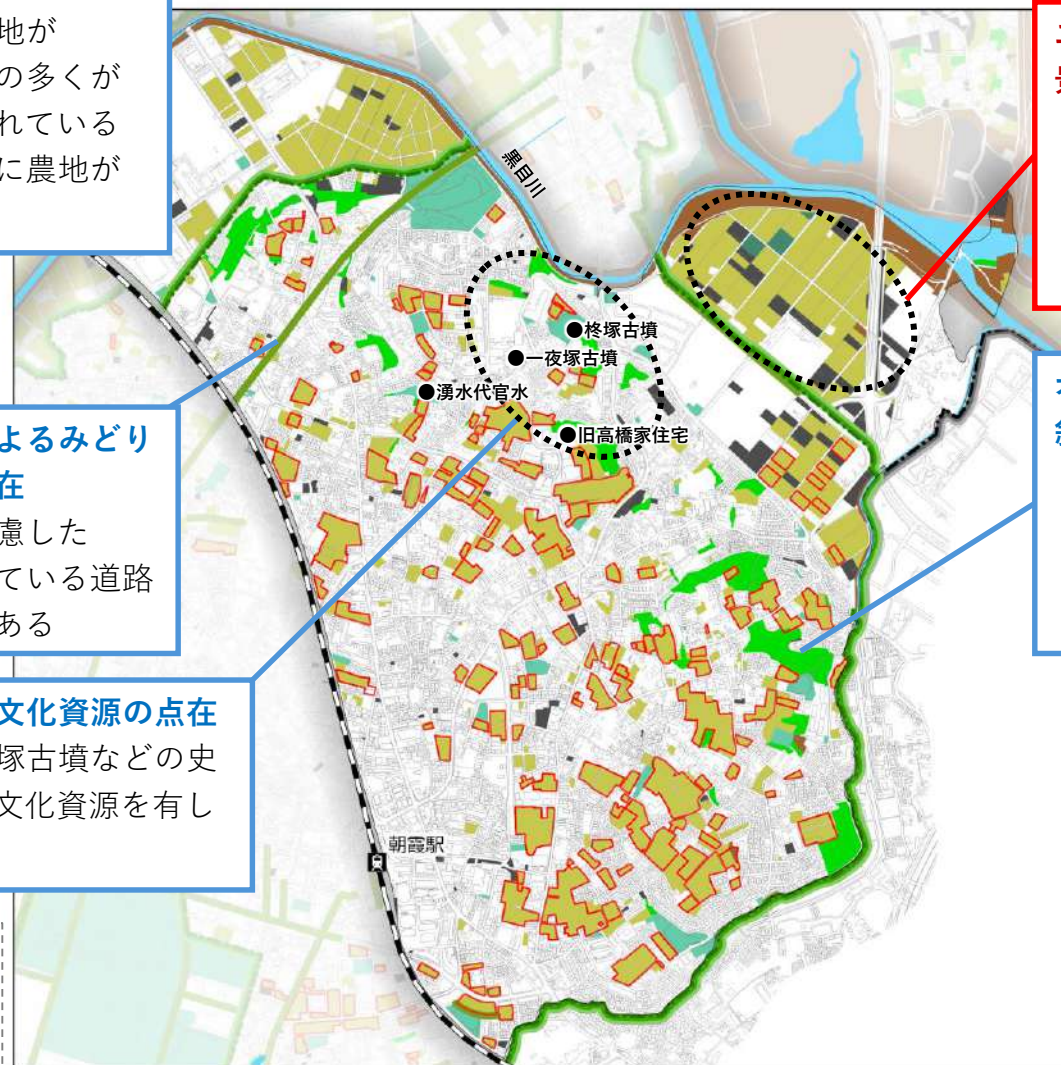 地が
の多くが
れている
に農地が
黒目川
●柊塚古墳
●一夜塚古墳
●湧水代官水
●旧高橋家住宅
よるみどり
在
慮した
ている道路
ある
文化資源の点在
塚古墳などの史
文化資源を有し
朝霞駅